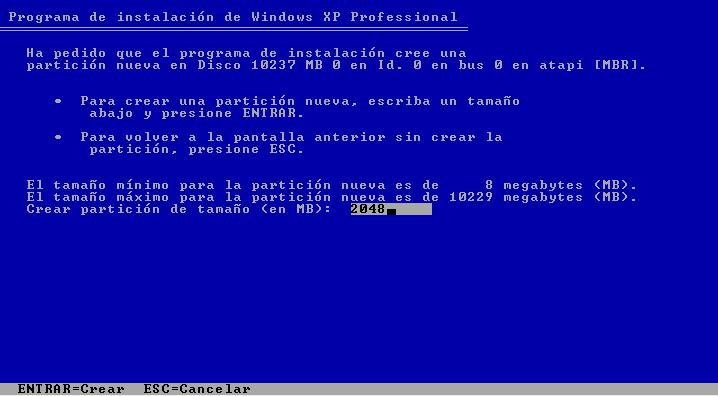 Programa de instalación de Windows XP Professional
Ha pedido que el programa de instalación cree una
partición nueva en Disco 10237 MB 0 en Id. 0 en bus 0 en atapi [MBR].
• Para crear una partición nueva, escriba un tamaño
abajo y presione ENTRAR.
• Para volver a la pantalla anterior sin crear la
partición, presione ESC.
El tamaño mínimo para la partición nueva es de 8 megabytes (MB).
El tamaño máximo para la partición nueva es de 10229 megabytes (MB).
Crear partición de tamaño (en MB): 2048
ENTRAR=Crear ESC=Cancelar